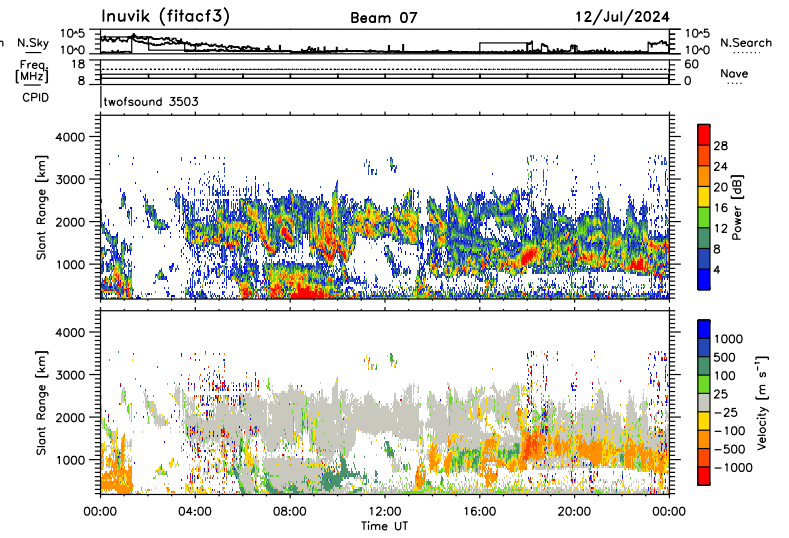 Inuvik (fitacf3) Beam 07 12/Jul/2024
n N.Sky 10^5 10^5 N.Search
10^0 10^0
Freq. 18 60 Nave
[MHz] 8 0
CPID twofsound 3503
4000
3000
2000
1000
Slant Range [km]
28
24
20
16
12
8
4
Power [dB]
4000
3000
2000
1000
Slant Range [km]
1000
500
100
25
-25
-100
-500
-1000
Velocity [m s⁻¹]
00:00 04:00 08:00 12:00 16:00 20:00 00:00
Time UT